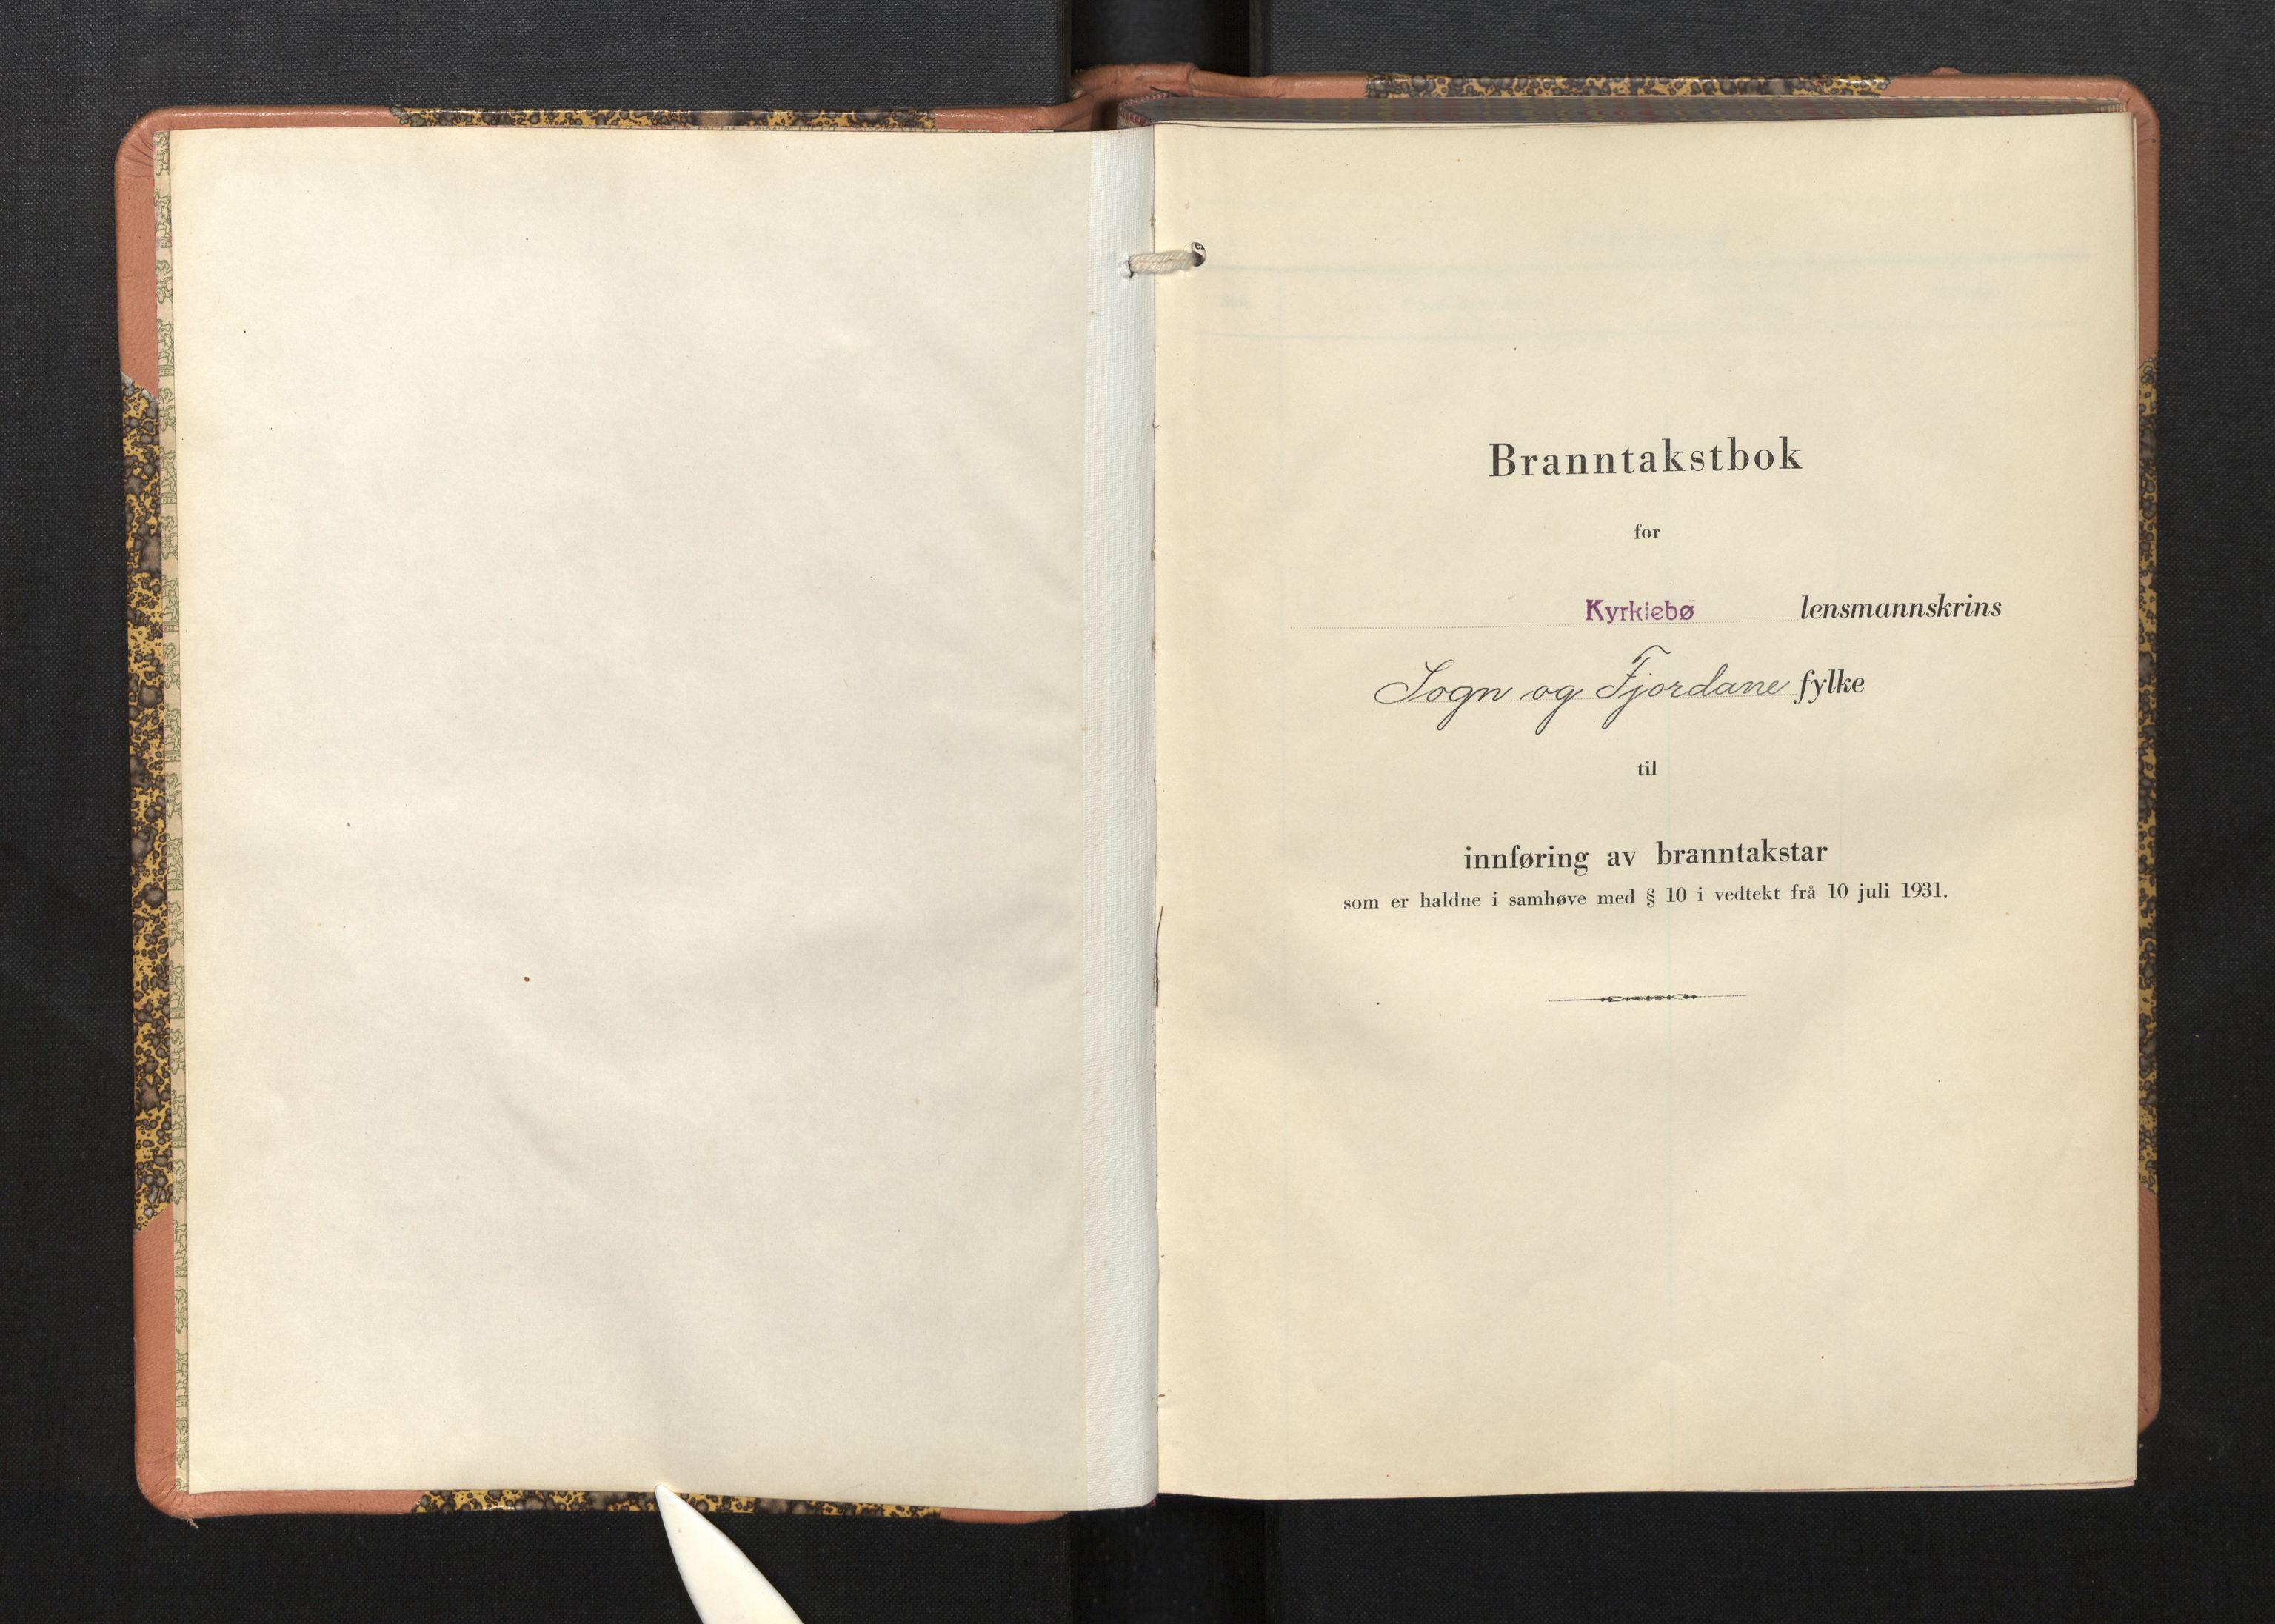 Branntakstbok
for
Kyrkjebø lensmannskrins
Sogn og Fjordane fylke
til
innføring av branntakstar
som er haldne i samhøve med § 10 i vedtekt frå 10 juli 1931.